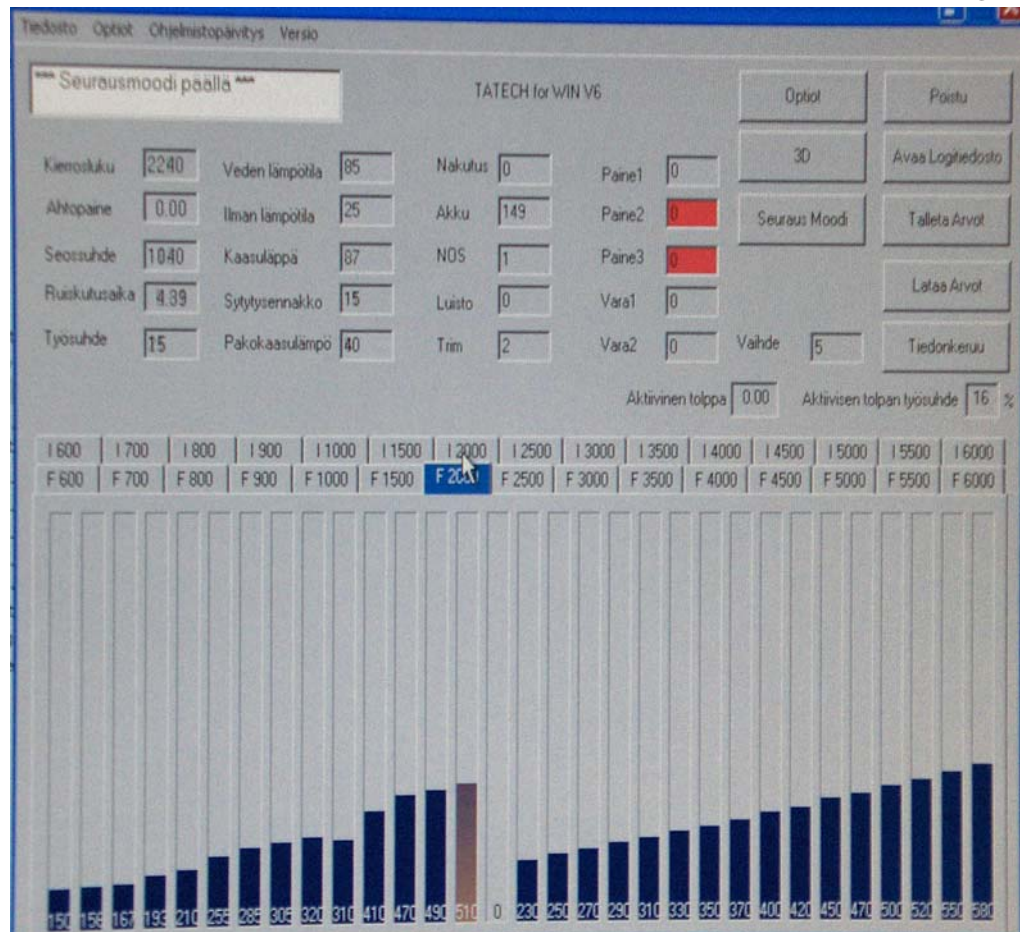 Tiedosto Optiot Ohjelmistopäivitys Versio
*** Seurausmoodi päällä ***
TATECH for WIN V6
Optiot Poistu
3D Avaa Logitiedosto
Seuraus Moodi Talleta Arvot
Lataa Arvot
Tiedonkeruu
Kierrosluku 2240 Veden lämpötila 85 Nakutus 0 Paine1 0
Ahtopaine 0.00 Ilman lämpötila 25 Akku 149 Paine2 0
Seossuhde 1040 Kaasuläppä 87 NOS 1 Paine3 0
Ruiskutusaika 4.39 Sytytysennakko 15 Luisto 0 Vara1 0
Työsuhde 15 Pakokaasulämpö 40 Trim 2 Vara2 0 Vaihde 5
Aktiivinen tolppa 0.00 Aktiivisen tolpan työsuhde 16 %
I 600 I 700 I 800 I 900 I 1000 I 1500 I 2000 I 2500 I 3000 I 3500 I 4000 I 4500 I 5000 I 5500 I 6000
F 600 F 700 F 800 F 900 F 1000 F 1500 F 2000 F 2500 F 3000 F 3500 F 4000 F 4500 F 5000 F 5500 F 6000
150 158 167 193 210 255 285 305 320 310 410 470 490 510 0 230 250 270 290 310 330 350 370 400 420 450 470 500 520 550 580